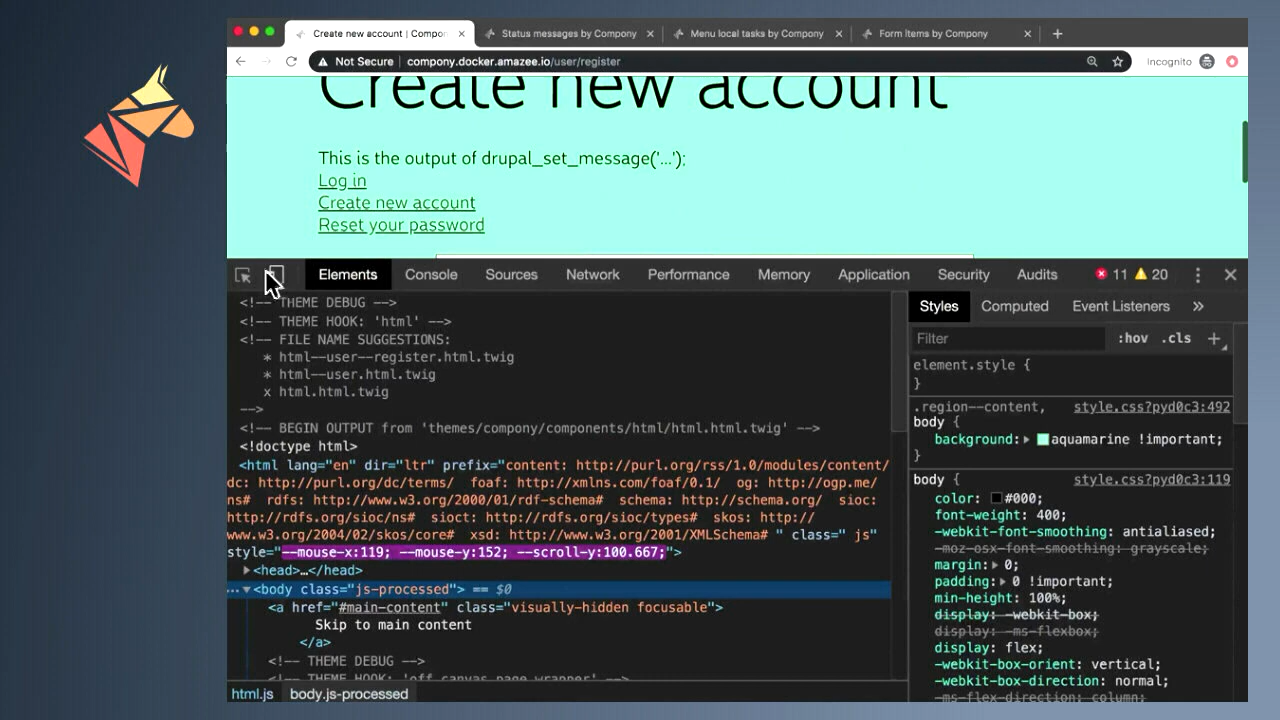 Create new account | Compon
Status messages by Compony
Menu local tasks by Compony
Form items by Compony
Not Secure
compony.docker.amazee.io/user/register
Incognito
Create new account
This is the output of drupal_set_message('...');
Log in
Create new account
Reset your password
Elements Console Sources Network Performance Memory Application Security Audits 11 20
<!-- THEME DEBUG -->
<!-- THEME HOOK: 'html' -->
<!-- FILE NAME SUGGESTIONS:
* html--user--register.html.twig
* html--user.html.twig
x html.html.twig
-->
<!-- BEGIN OUTPUT from 'themes/compony/components/html/html.html.twig' -->
<!doctype html>
<html lang="en" dir="ltr" prefix="content: http://purl.org/rss/1.0/modules/content/
dc: http://purl.org/dc/terms/ foaf: http://xmlns.com/foaf/0.1/ og: http://ogp.me/
ns# rdfs: http://www.w3.org/2000/01/rdf-schema# schema: http://schema.org/ sioc:
http://rdfs.org/sioc/ns# sioct: http://rdfs.org/sioc/types# skos: http://
www.w3.org/2004/02/skos/core# xsd: http://www.w3.org/2001/XMLSchema# " class=" js"
style="--mouse-x:119; --mouse-y:152; --scroll-y:100.667;">
<head>…</head>
<body class="js-processed"> == $0
<a href="#main-content" class="visually-hidden focusable">
Skip to main content
</a>
<!-- THEME DEBUG -->
<!-- THEME HOOK: 'off_canvas_page_wrapper' -->
html.js body.js-processed
Styles Computed Event Listeners »
Filter :hov .cls +
element.style {
}
.region--content, style.css?pyd0c3:492
body {
background: aquamarine !important;
}
body { style.css?pyd0c3:119
color: #000;
font-weight: 400;
-webkit-font-smoothing: antialiased;
-moz-osx-font-smoothing: grayscale;
margin: 0;
padding: 0 !important;
min-height: 100%;
display: -webkit-box;
display: -ms-flexbox;
display: flex;
-webkit-box-orient: vertical;
-webkit-box-direction: normal;
-ms-flex-direction: column;